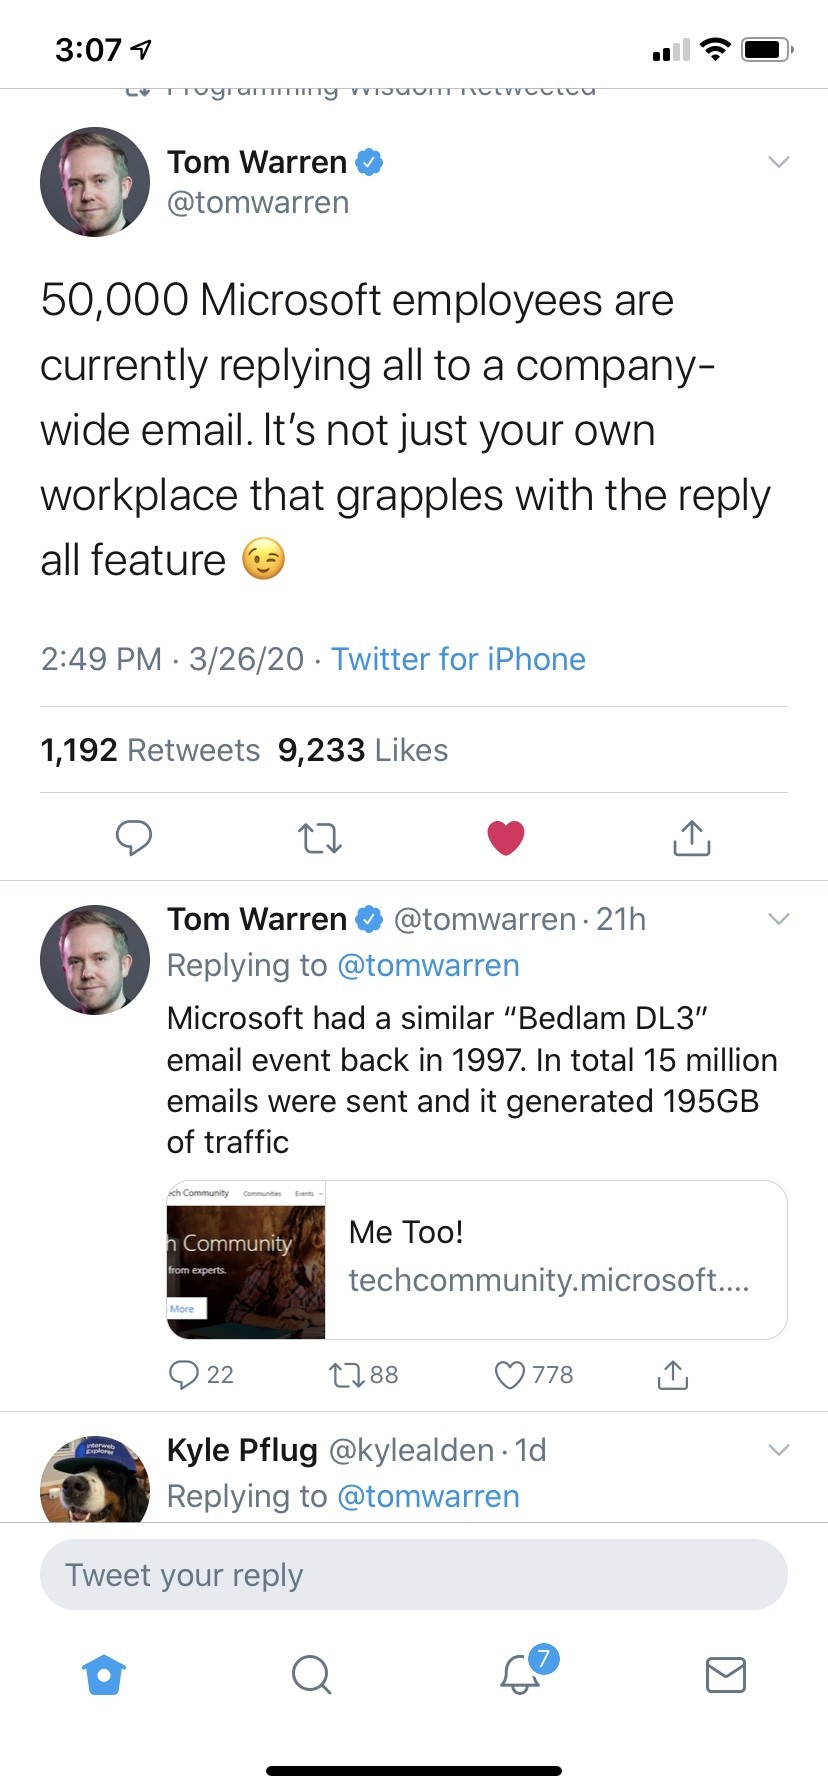 3:07
Programming Wisdom Retweeted
Tom Warren
@tomwarren
50,000 Microsoft employees are
currently replying all to a company-
wide email. It’s not just your own
workplace that grapples with the reply
all feature 😉
2:49 PM · 3/26/20 · Twitter for iPhone
1,192 Retweets 9,233 Likes
Tom Warren @tomwarren · 21h
Replying to @tomwarren
Microsoft had a similar “Bedlam DL3”
email event back in 1997. In total 15 million
emails were sent and it generated 195GB
of traffic
ech Community Communities Events
h Community
from experts.
More
Me Too!
techcommunity.microsoft....
22 88 778
interweb
Explorer
Kyle Pflug @kylealden · 1d
Replying to @tomwarren
Tweet your reply
7